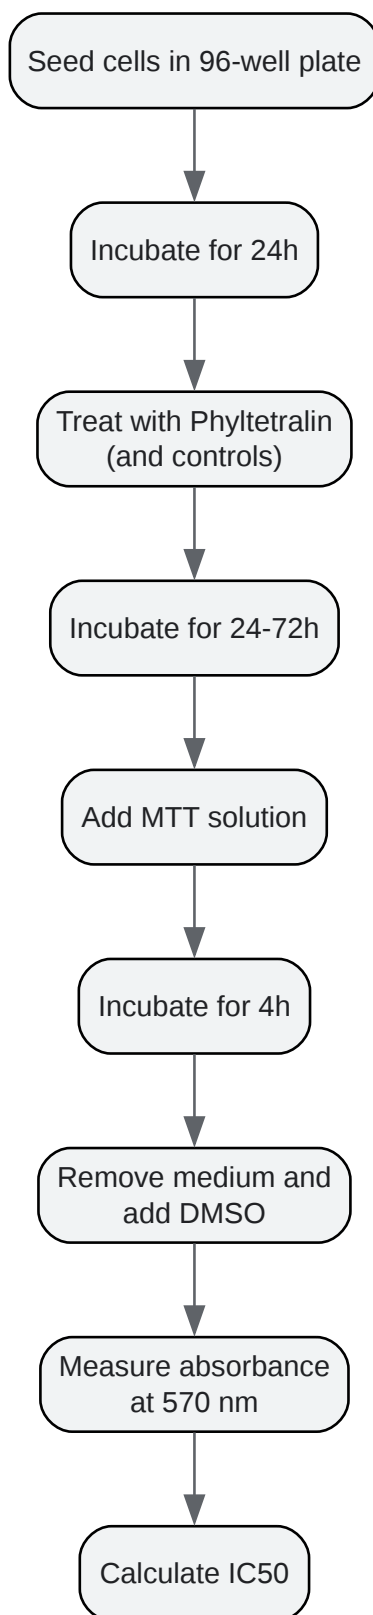 Seed cells in 96-well plate
Incubate for 24h
Treat with Phyltetralin
(and controls)
Incubate for 24-72h
Add MTT solution
Incubate for 4h
Remove medium and
add DMSO
Measure absorbance
at 570 nm
Calculate IC50